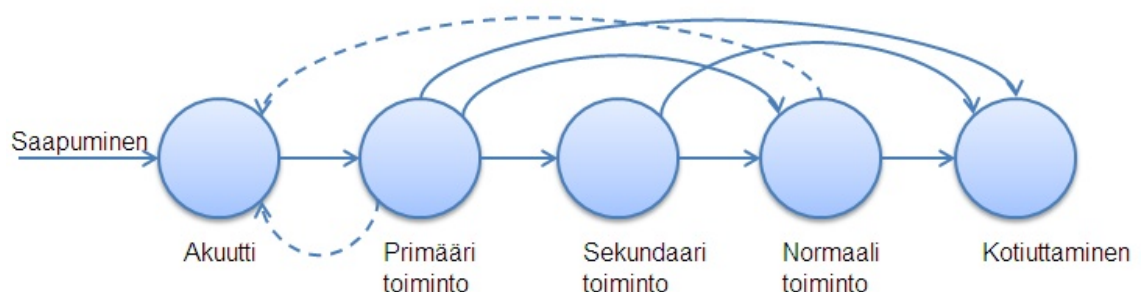 Saapuminen
Akuutti
Primääri
toiminto
Sekundaari
toiminto
Normaali
toiminto
Kotiuttaminen